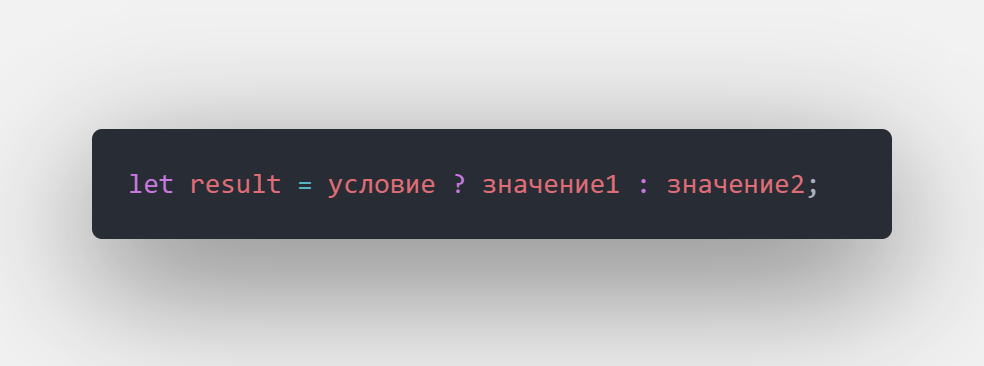 let result = условие ? значение1 : значение2;